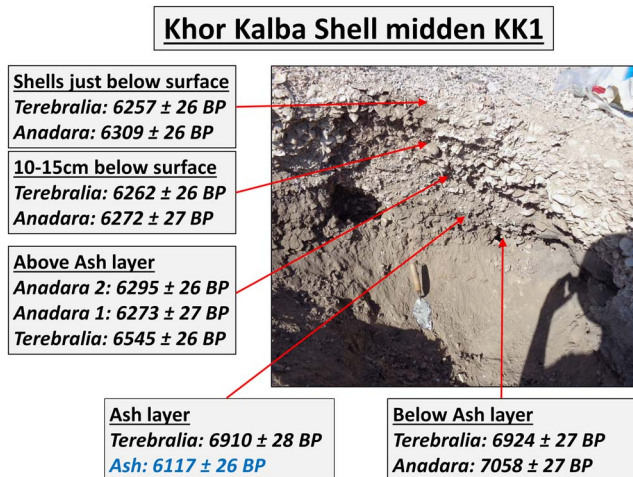 Khor Kalba Shell midden KK1
Shells just below surface
Terebralia: 6257 ± 26 BP
Anadara: 6309 ± 26 BP
10-15cm below surface
Terebralia: 6262 ± 26 BP
Anadara: 6272 ± 27 BP
Above Ash layer
Anadara 2: 6295 ± 26 BP
Anadara 1: 6273 ± 27 BP
Terebralia: 6545 ± 26 BP
Ash layer
Terebralia: 6910 ± 28 BP
Ash: 6117 ± 26 BP
Below Ash layer
Terebralia: 6924 ± 27 BP
Anadara: 7058 ± 27 BP